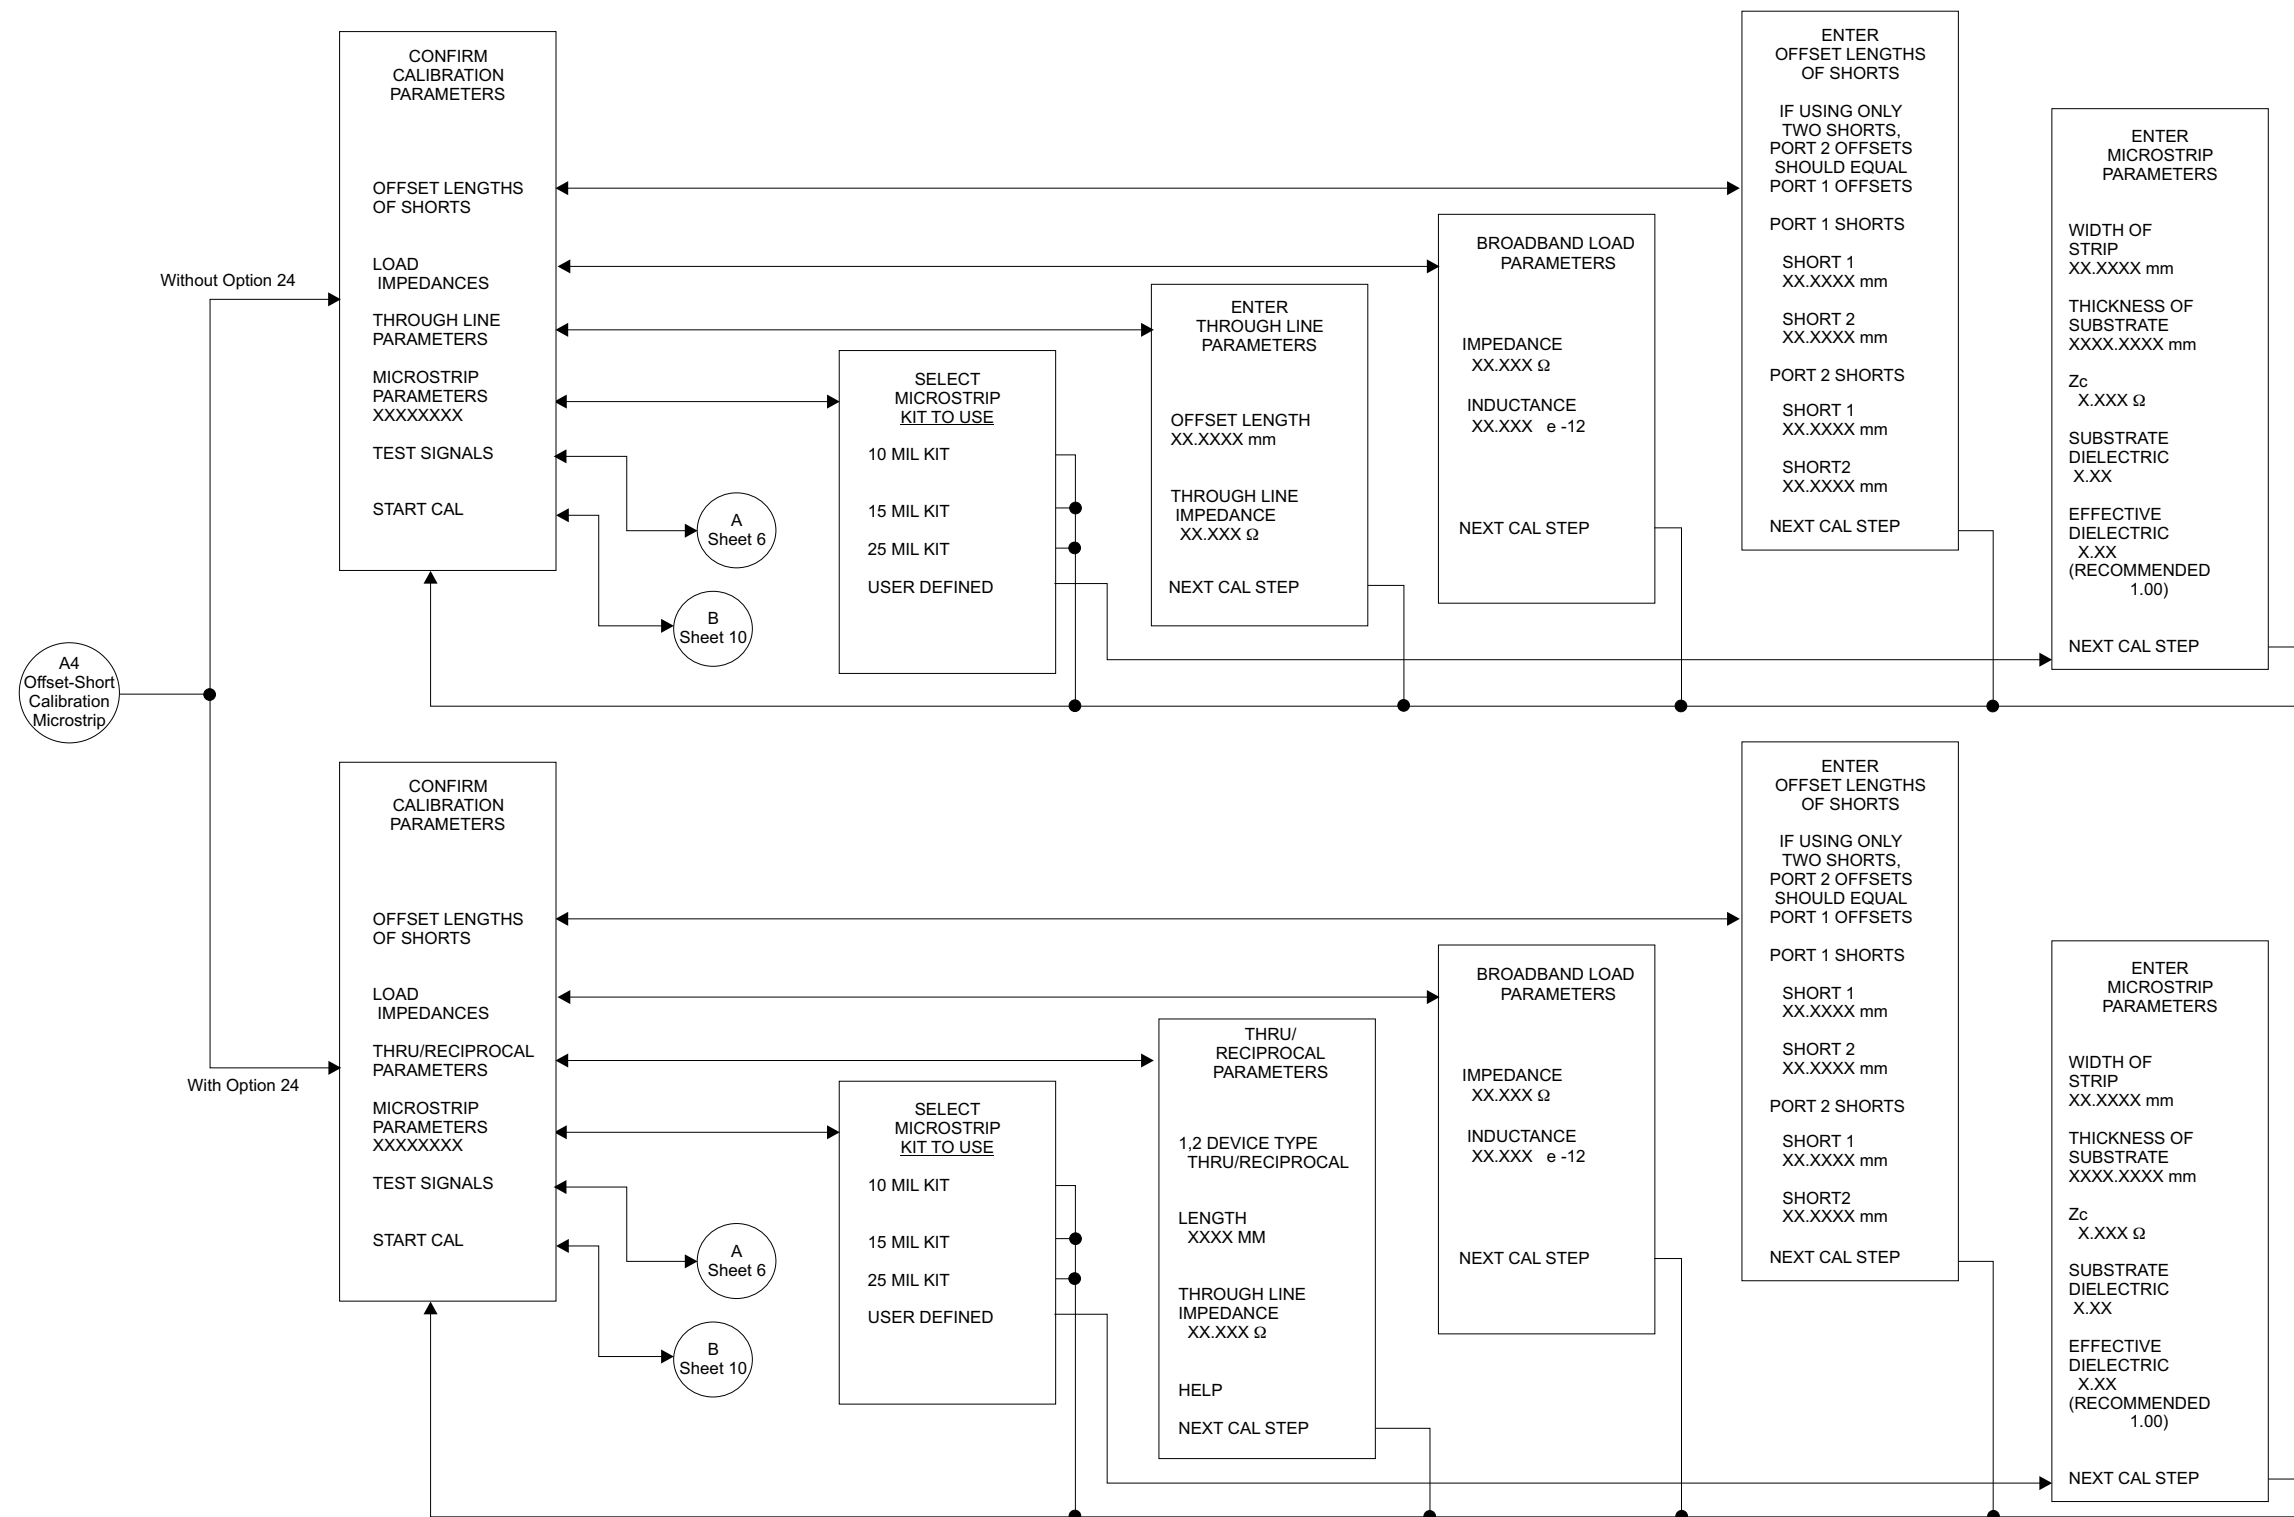 A4
Offset-Short
Calibration
Microstrip
Without Option 24
CONFIRM
CALIBRATION
PARAMETERS
OFFSET LENGTHS
OF SHORTS
LOAD
IMPEDANCES
THROUGH LINE
PARAMETERS
MICROSTRIP
PARAMETERS
XXXXXXXX
TEST SIGNALS
START CAL
A
Sheet 6
B
Sheet 10
SELECT
MICROSTRIP
KIT TO USE
10 MIL KIT
15 MIL KIT
25 MIL KIT
USER DEFINED
ENTER
THROUGH LINE
PARAMETERS
OFFSET LENGTH
XX.XXXX mm
THROUGH LINE
IMPEDANCE
XX.XXX Ω
NEXT CAL STEP
BROADBAND LOAD
PARAMETERS
IMPEDANCE
XX.XXX Ω
INDUCTANCE
XX.XXX e -12
NEXT CAL STEP
ENTER
OFFSET LENGTHS
OF SHORTS
IF USING ONLY
TWO SHORTS,
PORT 2 OFFSETS
SHOULD EQUAL
PORT 1 OFFSETS
PORT 1 SHORTS
SHORT 1
XX.XXXX mm
SHORT 2
XX.XXXX mm
PORT 2 SHORTS
SHORT 1
XX.XXXX mm
SHORT2
XX.XXXX mm
NEXT CAL STEP
ENTER
MICROSTRIP
PARAMETERS
WIDTH OF
STRIP
XX.XXXX mm
THICKNESS OF
SUBSTRATE
XXXX.XXXX mm
Zc
X.XXX Ω
SUBSTRATE
DIELECTRIC
X.XX
EFFECTIVE
DIELECTRIC
X.XX
(RECOMMENDED
1.00)
NEXT CAL STEP
With Option 24
CONFIRM
CALIBRATION
PARAMETERS
OFFSET LENGTHS
OF SHORTS
LOAD
IMPEDANCES
THRU/RECIPROCAL
PARAMETERS
MICROSTRIP
PARAMETERS
XXXXXXXX
TEST SIGNALS
START CAL
A
Sheet 6
B
Sheet 10
SELECT
MICROSTRIP
KIT TO USE
10 MIL KIT
15 MIL KIT
25 MIL KIT
USER DEFINED
THRU/
RECIPROCAL
PARAMETERS
1,2 DEVICE TYPE
THRU/RECIPROCAL
LENGTH
XXXX MM
THROUGH LINE
IMPEDANCE
XX.XXX Ω
HELP
NEXT CAL STEP
BROADBAND LOAD
PARAMETERS
IMPEDANCE
XX.XXX Ω
INDUCTANCE
XX.XXX e -12
NEXT CAL STEP
ENTER
OFFSET LENGTHS
OF SHORTS
IF USING ONLY
TWO SHORTS,
PORT 2 OFFSETS
SHOULD EQUAL
PORT 1 OFFSETS
PORT 1 SHORTS
SHORT 1
XX.XXXX mm
SHORT 2
XX.XXXX mm
PORT 2 SHORTS
SHORT 1
XX.XXXX mm
SHORT2
XX.XXXX mm
NEXT CAL STEP
ENTER
MICROSTRIP
PARAMETERS
WIDTH OF
STRIP
XX.XXXX mm
THICKNESS OF
SUBSTRATE
XXXX.XXXX mm
Zc
X.XXX Ω
SUBSTRATE
DIELECTRIC
X.XX
EFFECTIVE
DIELECTRIC
X.XX
(RECOMMENDED
1.00)
NEXT CAL STEP